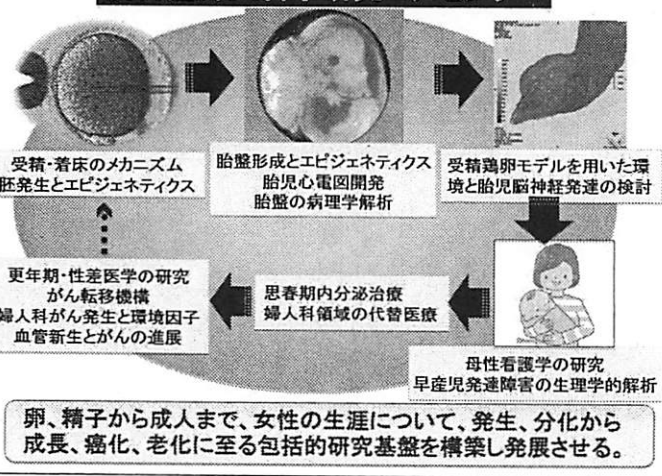 受精・着床のメカニズム
胚発生とエピジェネティクス
胎盤形成とエピジェネティクス
胎児心電図開発
胎盤の病理学解析
受精鶏卵モデルを用いた環
境と胎児脳神経発達の検討
更年期・性差医学の研究
がん転移機構
婦人科がん発生と環境因子
血管新生とがんの進展
思春期内分泌治療
婦人科領域の代替医療
母性看護学の研究
早産児発達障害の生理学的解析
卵、精子から成人まで、女性の生涯について、発生、分化から
成長、癌化、老化に至る包括的研究基盤を構築し発展させる。